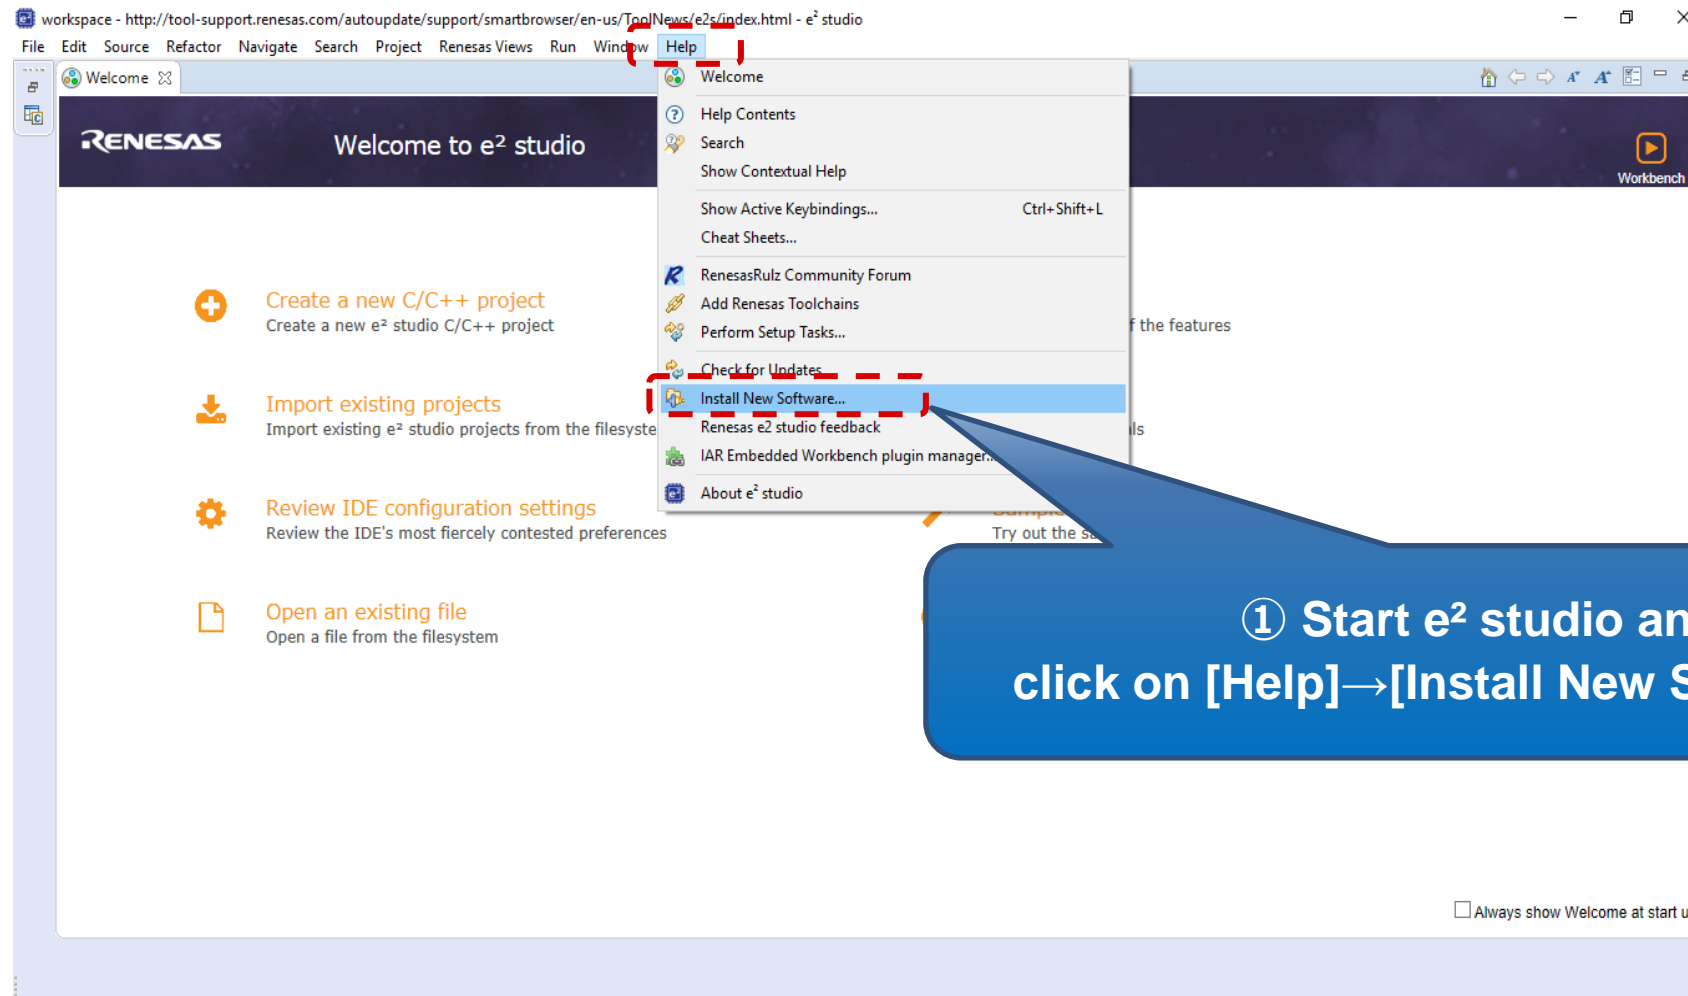 workspace - http://tool-support.renesas.com/autoupdate/support/smartbrowser/en-us/ToolNews/e2s/index.html - e² studio
File Edit Source Refactor Navigate Search Project Renesas Views Run Window Help
Welcome
RENESAS
Welcome to e² studio
Workbench
Welcome
Help Contents
Search
Show Contextual Help
Show Active Keybindings... Ctrl+Shift+L
Cheat Sheets...
RenesasRulz Community Forum
Add Renesas Toolchains
Perform Setup Tasks...
Check for Updates
Install New Software...
Renesas e2 studio feedback
IAR Embedded Workbench plugin manager...
About e² studio
Create a new C/C++ project
Create a new e² studio C/C++ project
f the features
Import existing projects
Import existing e² studio projects from the filesyste
ls
Review IDE configuration settings
Review the IDE's most fiercely contested preferences
Sample
Try out the sa
Open an existing file
Open a file from the filesystem
① Start e² studio an
click on [Help]→[Install New S
Always show Welcome at start u